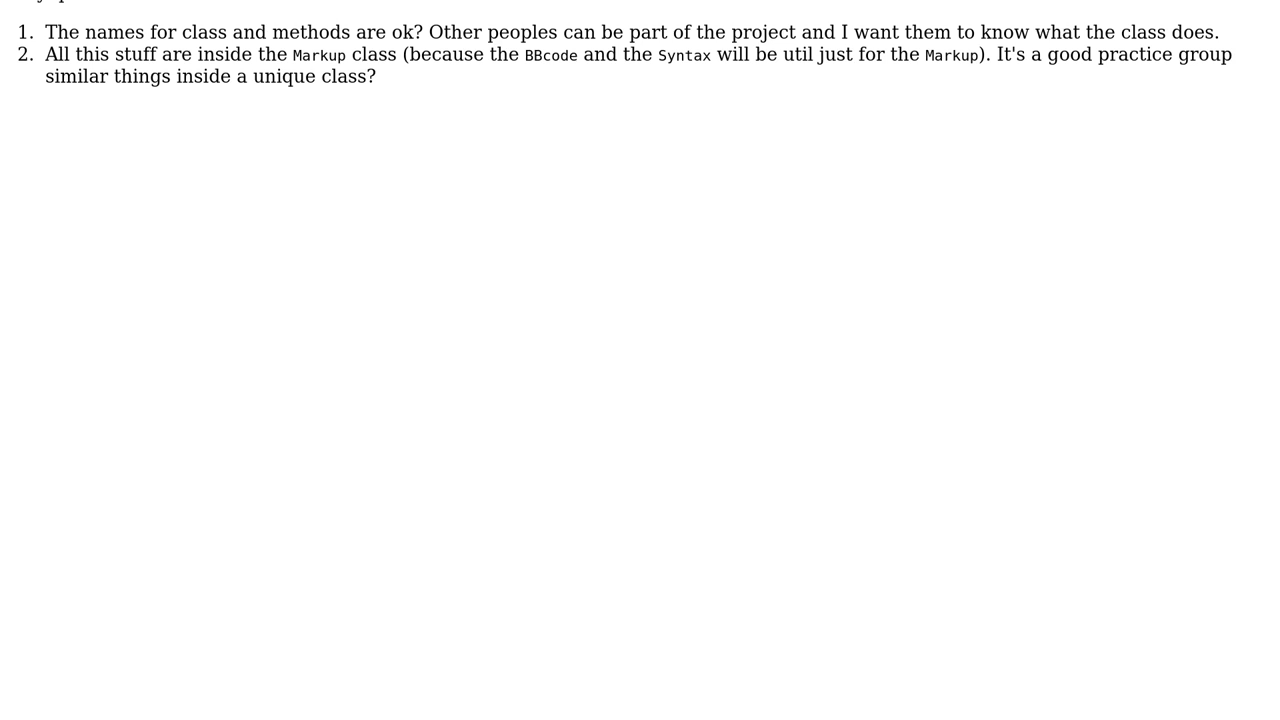 1. The names for class and methods are ok? Other peoples can be part of the project and I want them to know what the class does.
2. All this stuff are inside the Markup class (because the BBcode and the Syntax will be util just for the Markup). It's a good practice group
similar things inside a unique class?